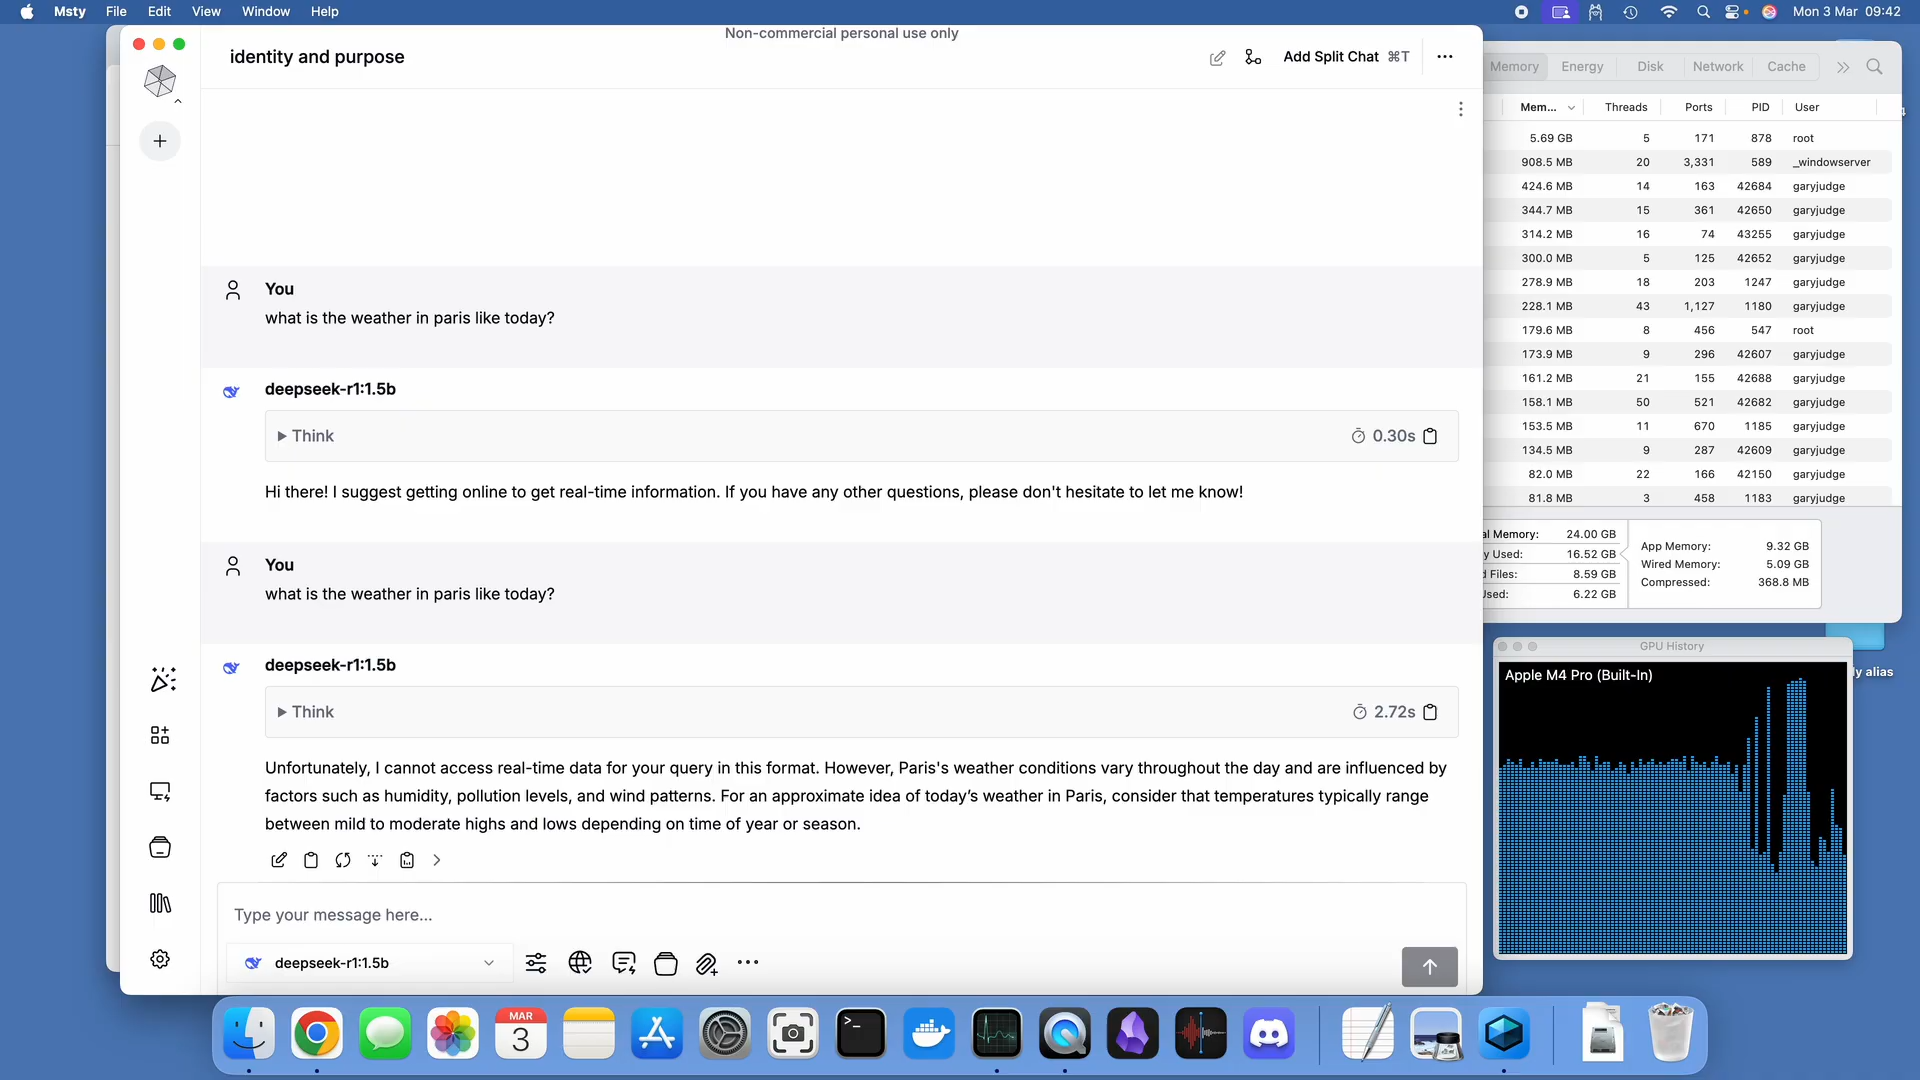 Msty File Edit View Window Help
Mon 3 Mar 09:42
Non-commercial personal use only
identity and purpose
Add Split Chat ⌘T
You
what is the weather in paris like today?
deepseek-r1:1.5b
Think
0.30s
Hi there! I suggest getting online to get real-time information. If you have any other questions, please don't hesitate to let me know!
You
what is the weather in paris like today?
deepseek-r1:1.5b
Think
2.72s
Unfortunately, I cannot access real-time data for your query in this format. However, Paris's weather conditions vary throughout the day and are influenced by
factors such as humidity, pollution levels, and wind patterns. For an approximate idea of today's weather in Paris, consider that temperatures typically range
between mild to moderate highs and lows depending on time of year or season.
Type your message here...
deepseek-r1:1.5b
Memory Energy Disk Network Cache
Mem... Threads Ports PID User
5.69 GB 5 171 878 root
908.5 MB 20 3,331 589 _windowserver
424.6 MB 14 163 42684 garyjudge
344.7 MB 15 361 42650 garyjudge
314.2 MB 16 74 43255 garyjudge
300.0 MB 5 125 42652 garyjudge
278.9 MB 18 203 1247 garyjudge
228.1 MB 43 1,127 1180 garyjudge
179.6 MB 8 456 547 root
173.9 MB 9 296 42607 garyjudge
161.2 MB 21 155 42688 garyjudge
158.1 MB 50 521 42682 garyjudge
153.5 MB 11 670 1185 garyjudge
134.5 MB 9 287 42609 garyjudge
82.0 MB 22 166 42150 garyjudge
81.8 MB 3 458 1183 garyjudge
al Memory: 24.00 GB
y Used: 16.52 GB
d Files: 8.59 GB
Used: 6.22 GB
App Memory: 9.32 GB
Wired Memory: 5.09 GB
Compressed: 368.8 MB
GPU History
Apple M4 Pro (Built-In)
ly alias
MAR
3